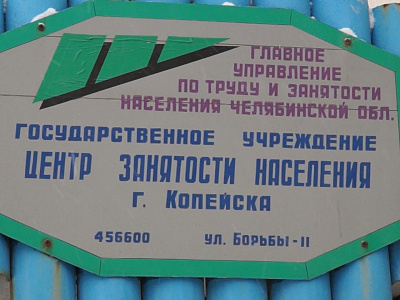 ГЛАВНОЕ
УПРАВЛЕНИЕ
ПО ТРУДУ И ЗАНЯТОСТИ
НАСЕЛЕНИЯ ЧЕЛЯБИНСКОЙ ОБЛ.
ГОСУДАРСТВЕННОЕ УЧРЕЖДЕНИЕ
ЦЕНТР ЗАНЯТОСТИ НАСЕЛЕНИЯ
г. КОПЕЙСКА
456600 ул. БОРЬБЫ-11